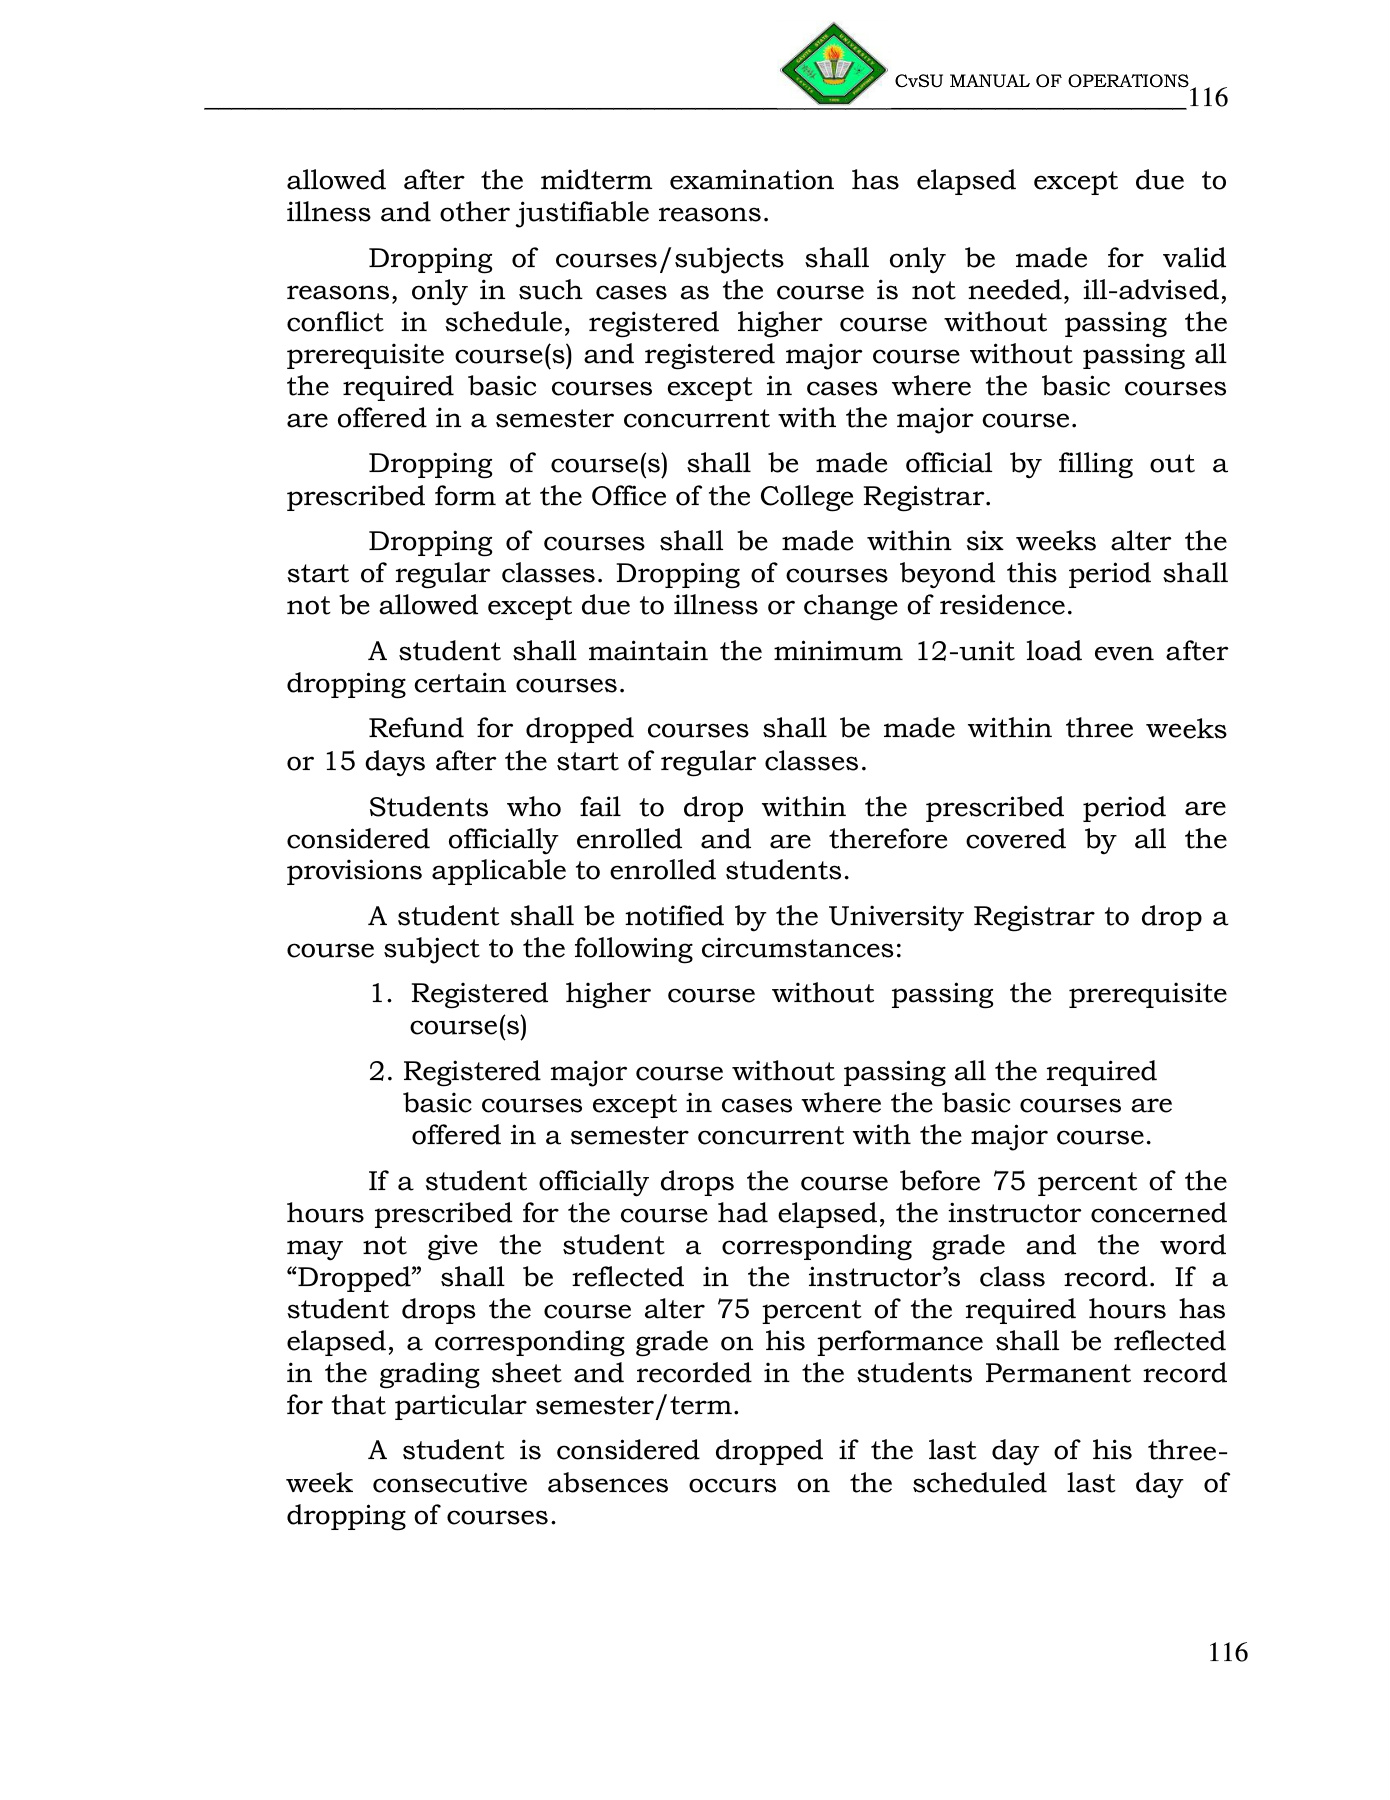 CvSU MANUAL OF OPERATIONS
116
allowed after the midterm examination has elapsed except due to
illness and other justifiable reasons.
Dropping of courses/subjects shall only be made for valid
reasons, only in such cases as the course is not needed, ill-advised,
conflict in schedule, registered higher course without passing the
prerequisite course(s) and registered major course without passing all
the required basic courses except in cases where the basic courses
are offered in a semester concurrent with the major course.
Dropping of course(s) shall be made official by filling out a
prescribed form at the Office of the College Registrar.
Dropping of courses shall be made within six weeks alter the
start of regular classes. Dropping of courses beyond this period shall
not be allowed except due to illness or change of residence.
A student shall maintain the minimum 12-unit load even after
dropping certain courses.
Refund for dropped courses shall be made within three weeks
or 15 days after the start of regular classes.
Students who fail to drop within the prescribed period are
considered officially enrolled and are therefore covered by all the
provisions applicable to enrolled students.
A student shall be notified by the University Registrar to drop a
course subject to the following circumstances:
1. Registered higher course without passing the prerequisite
course(s)
2. Registered major course without passing all the required
basic courses except in cases where the basic courses are
offered in a semester concurrent with the major course.
If a student officially drops the course before 75 percent of the
hours prescribed for the course had elapsed, the instructor concerned
may not give the student a corresponding grade and the word
“Dropped” shall be reflected in the instructor’s class record. If a
student drops the course alter 75 percent of the required hours has
elapsed, a corresponding grade on his performance shall be reflected
in the grading sheet and recorded in the students Permanent record
for that particular semester/term.
A student is considered dropped if the last day of his three-
week consecutive absences occurs on the scheduled last day of
dropping of courses.
116